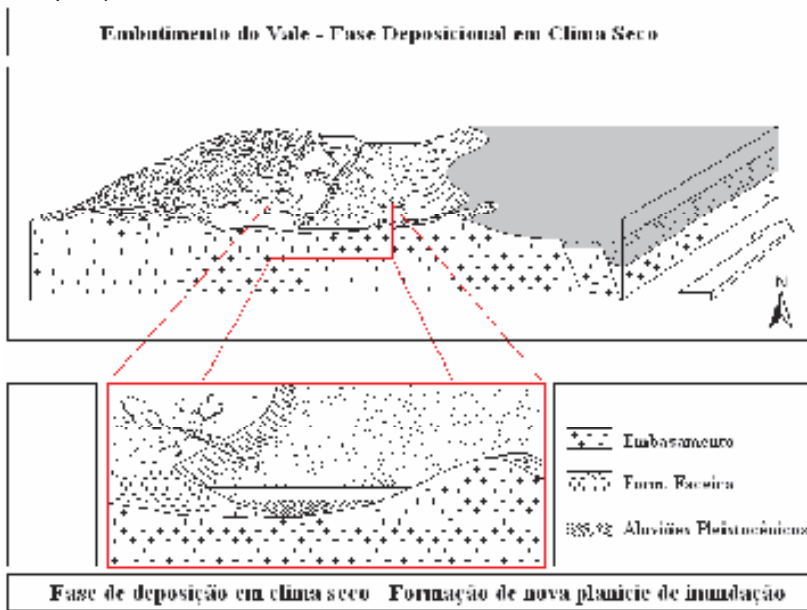 Embutimento do Vale - Fase Deposicional em Clima Seco
N
Embasamento
Form. Eaceira
Aluviões Pleistocênicos
Fase de deposição em clima seco Formação de nova planície de inundação